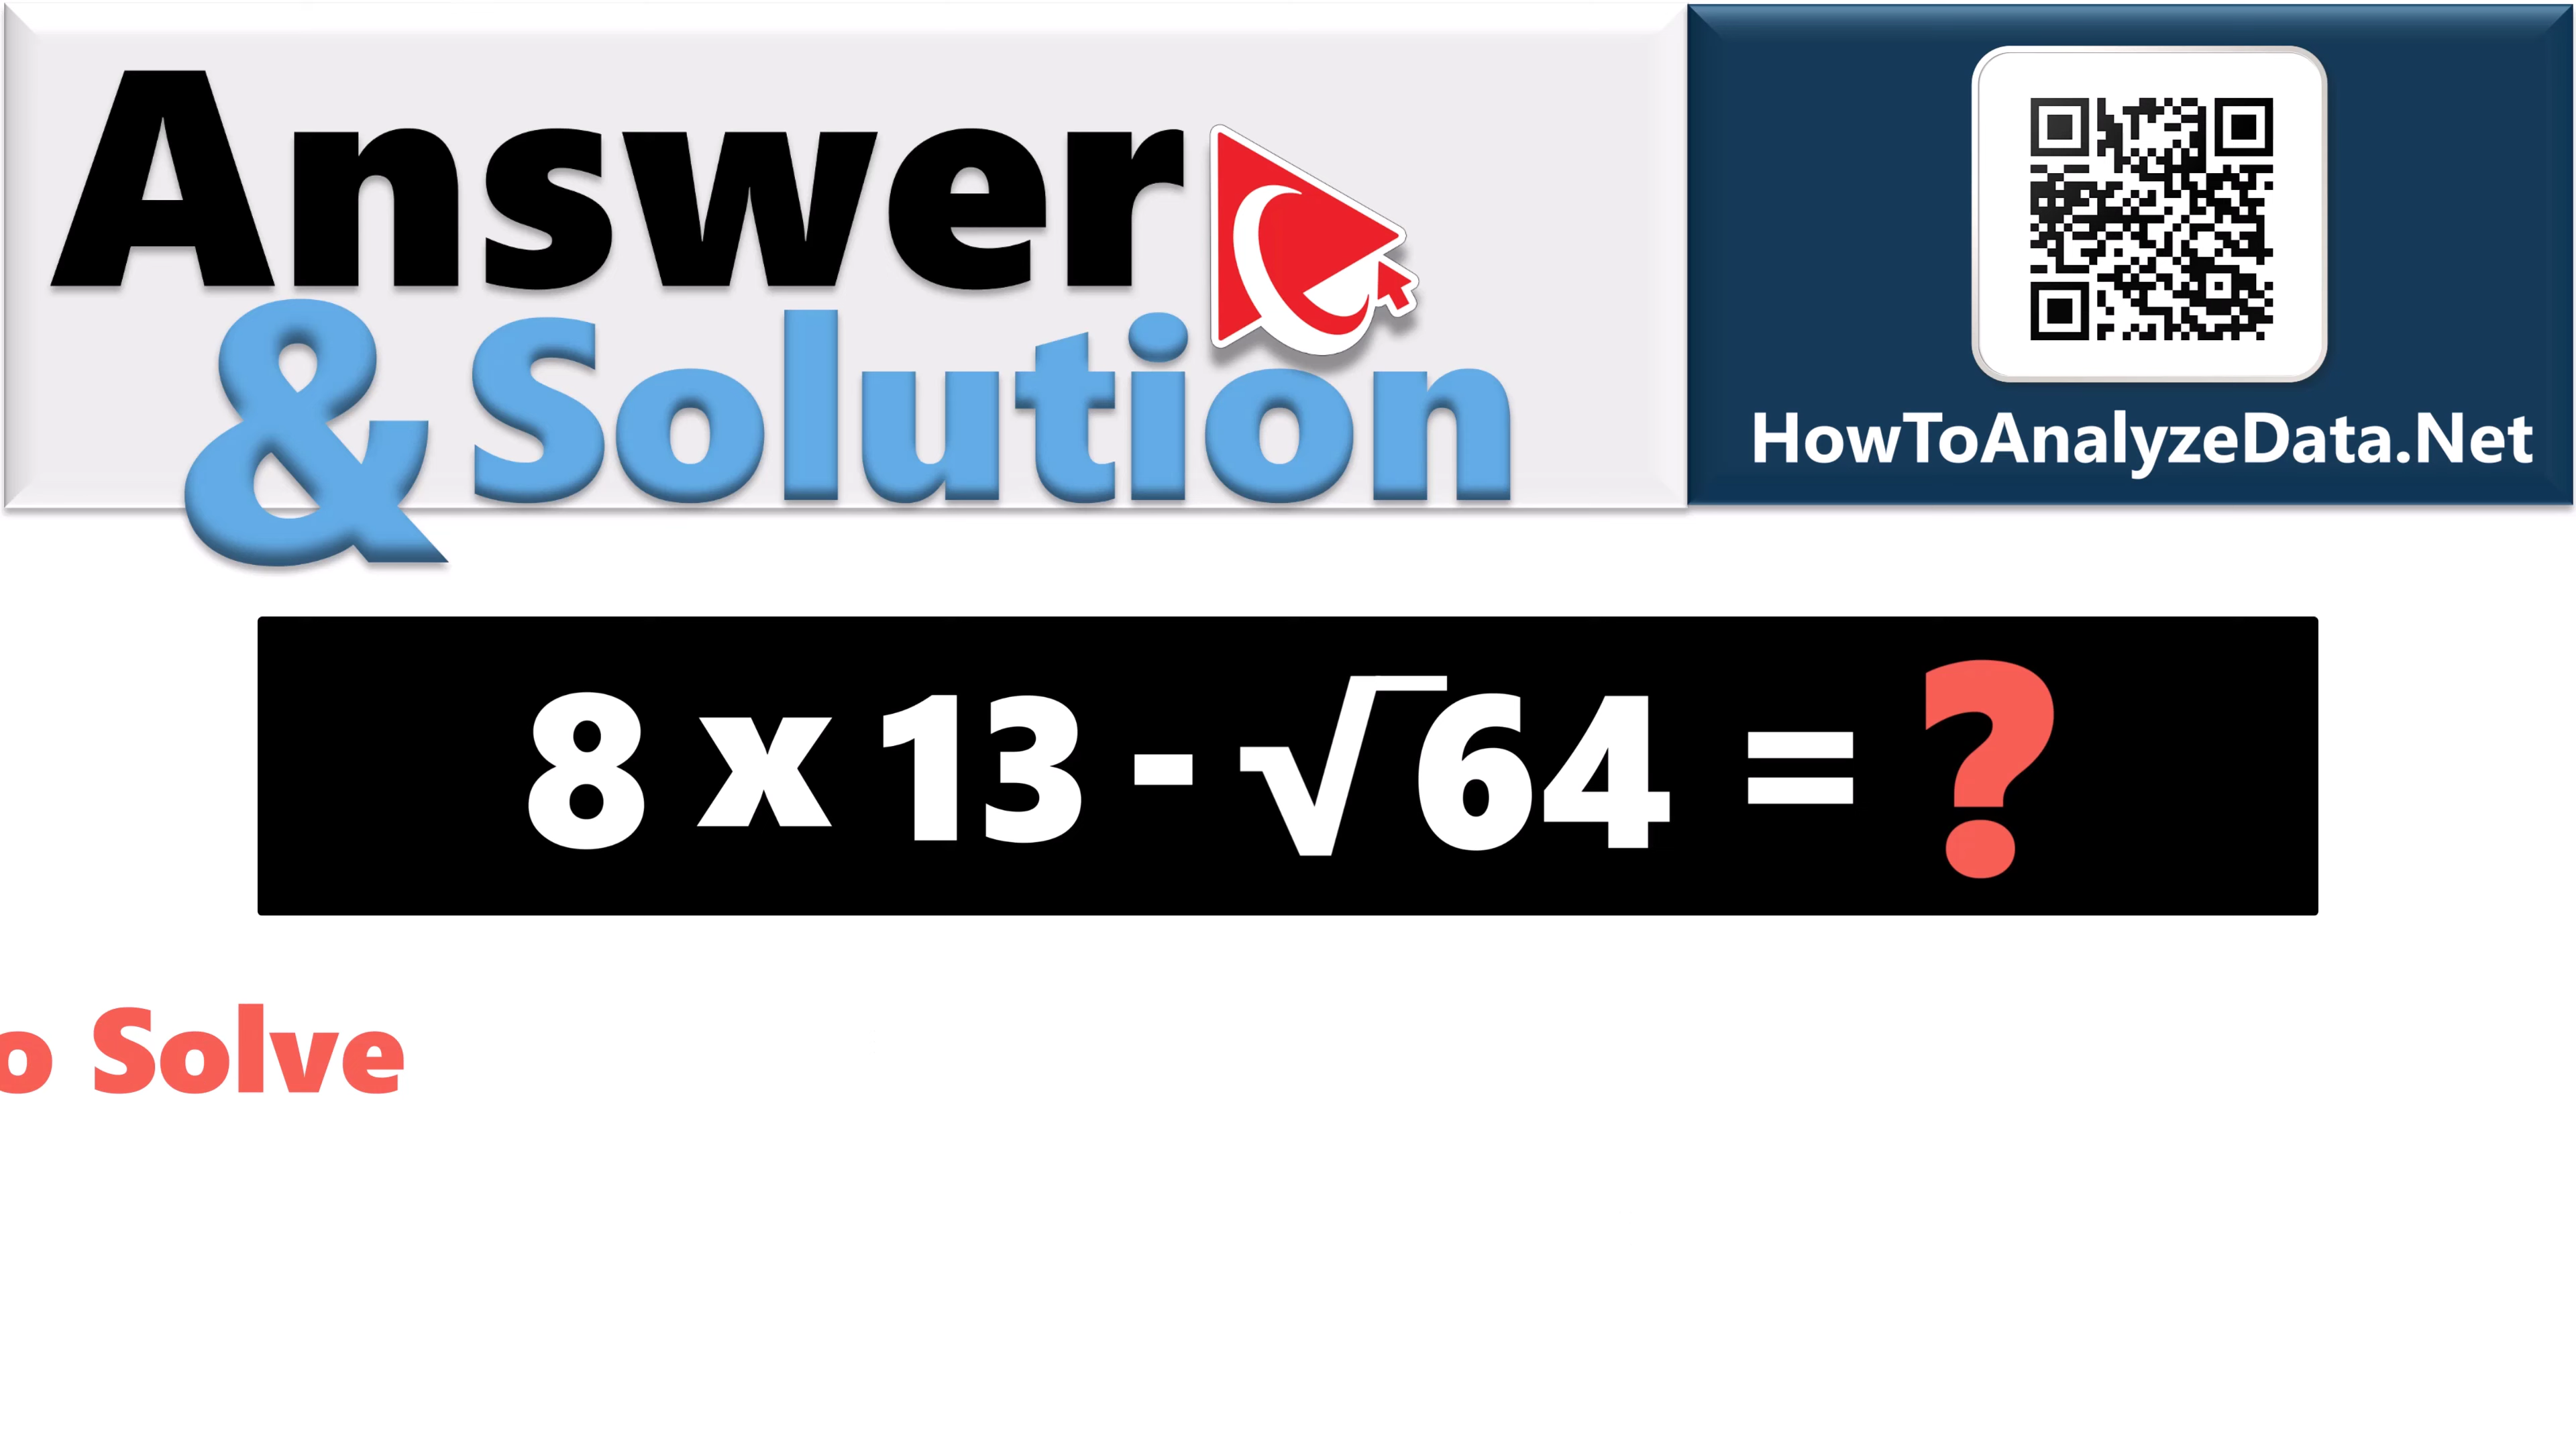 Answer
& Solution
HowToAnalyzeData.Net
8 x 13 - √64 = ?
o Solve